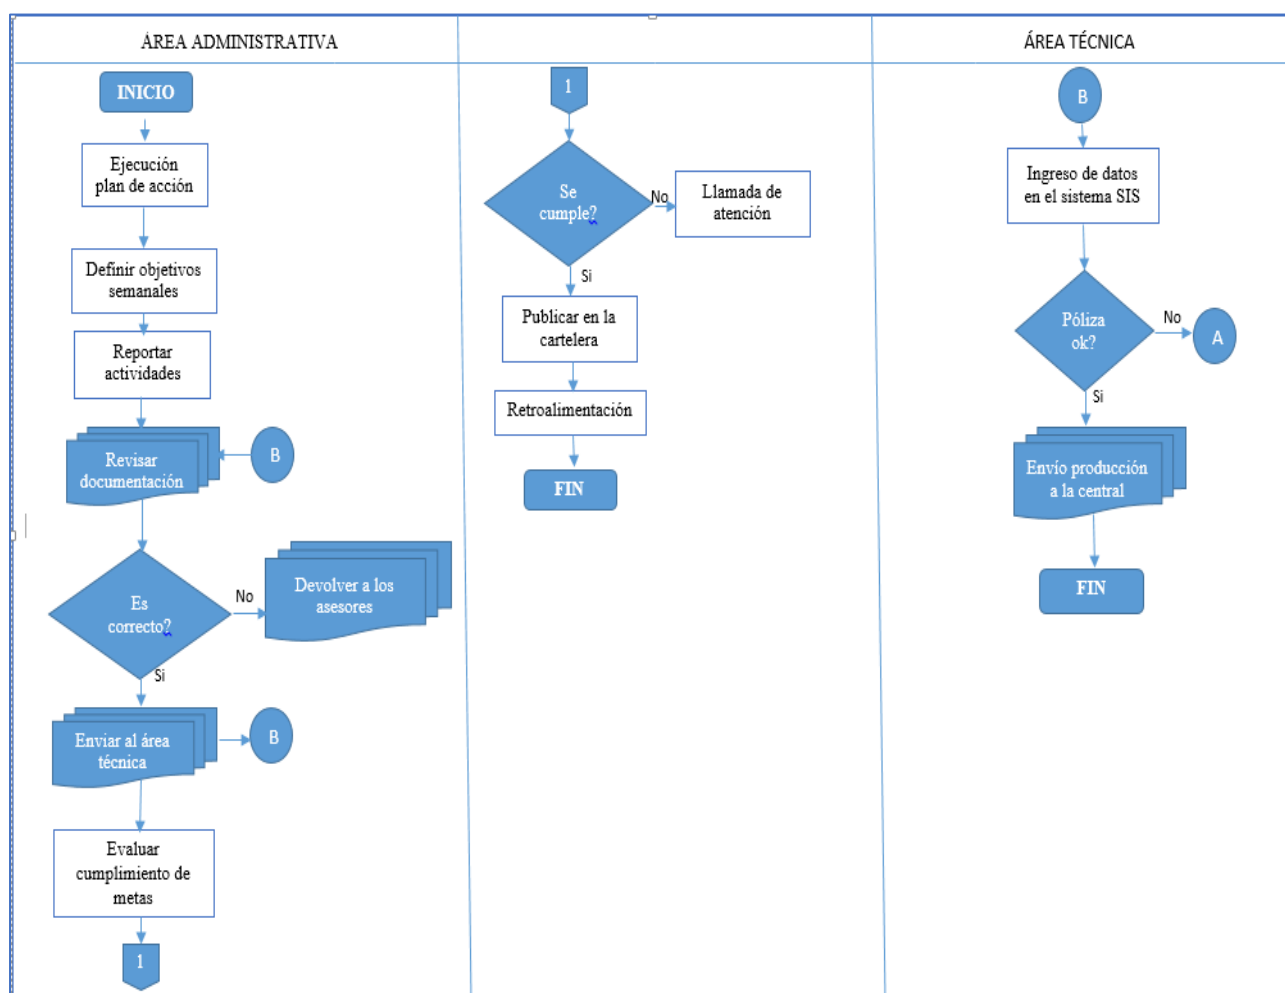 ÁREA ADMINISTRATIVA
INICIO
Ejecución
plan de acción
Definir objetivos
semanales
Reportar
actividades
Revisar
documentación
B
Es
correcto?
No
Devolver a los
asesores
Si
Enviar al área
técnica
B
Evaluar
cumplimiento de
metas
1
1
Se
cumple?
No
Llamada de
atención
Si
Publicar en la
cartelera
Retroalimentación
FIN
ÁREA TÉCNICA
B
Ingreso de datos
en el sistema SIS
Póliza
ok?
No
A
Si
Envío producción
a la central
FIN